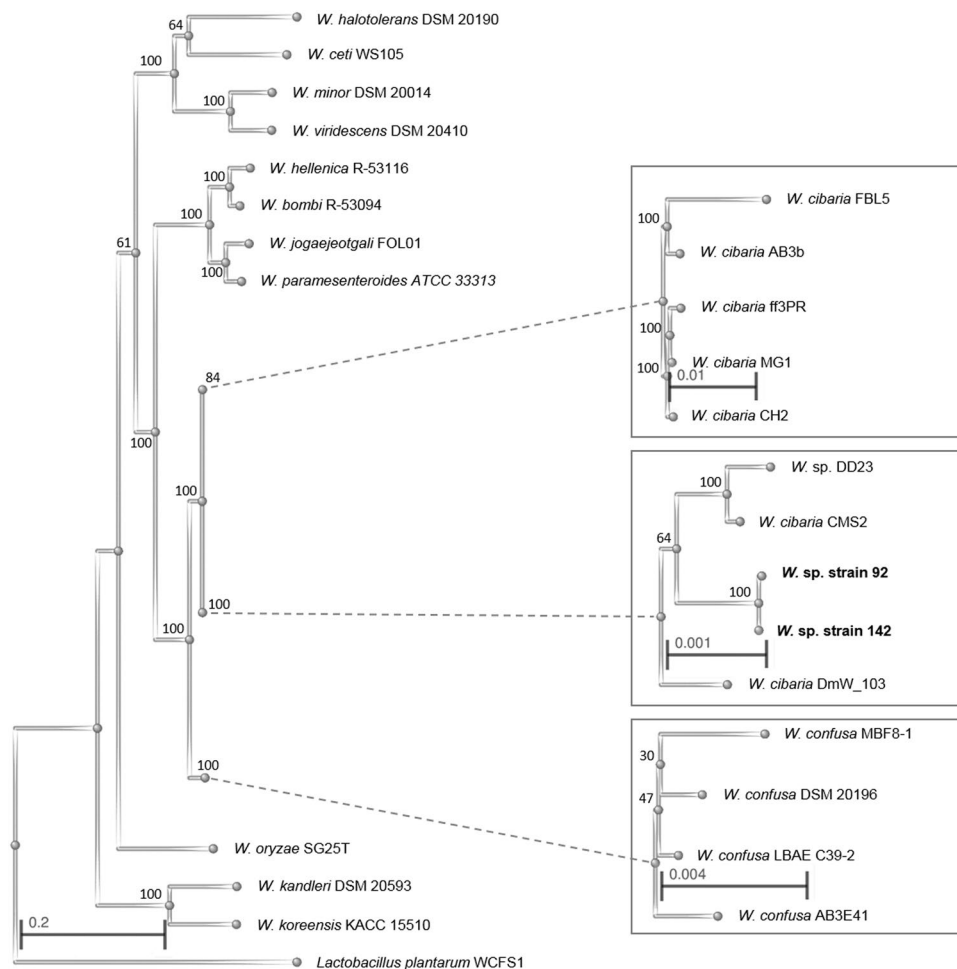 W. halotolerans DSM 20190
64
W. ceti WS105
100
W. minor DSM 20014
100
W. viridescens DSM 20410
W. hellenica R-53116
100
W. bombi R-53094
100
W. jogaejeotgali FOL01
100
W. paramesenteroides ATCC 33313
61
84
100
100
100
100
100
W. oryzae SG25T
W. kandleri DSM 20593
100
W. koreensis KACC 15510
0.2
Lactobacillus plantarum WCFS1
W. cibaria FBL5
100
W. cibaria AB3b
W. cibaria ff3PR
100
W. cibaria MG1
100
0.01
W. cibaria CH2
W. sp. DD23
100
W. cibaria CMS2
64
W. sp. strain 92
100
W. sp. strain 142
0.001
W. cibaria DmW_103
W. confusa MBF8-1
30
W. confusa DSM 20196
47
W. confusa LBAE C39-2
0.004
W. confusa AB3E41